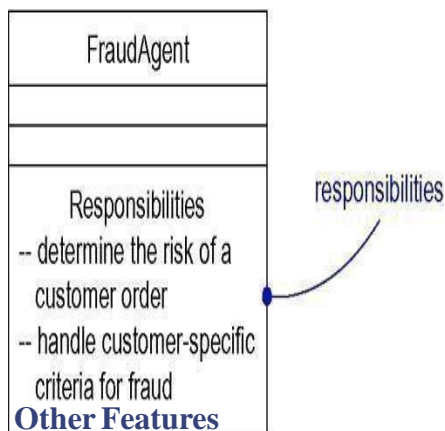 FraudAgent
Responsibilities
-- determine the risk of a
customer order
-- handle customer-specific
criteria for fraud
responsibilities
Other Features